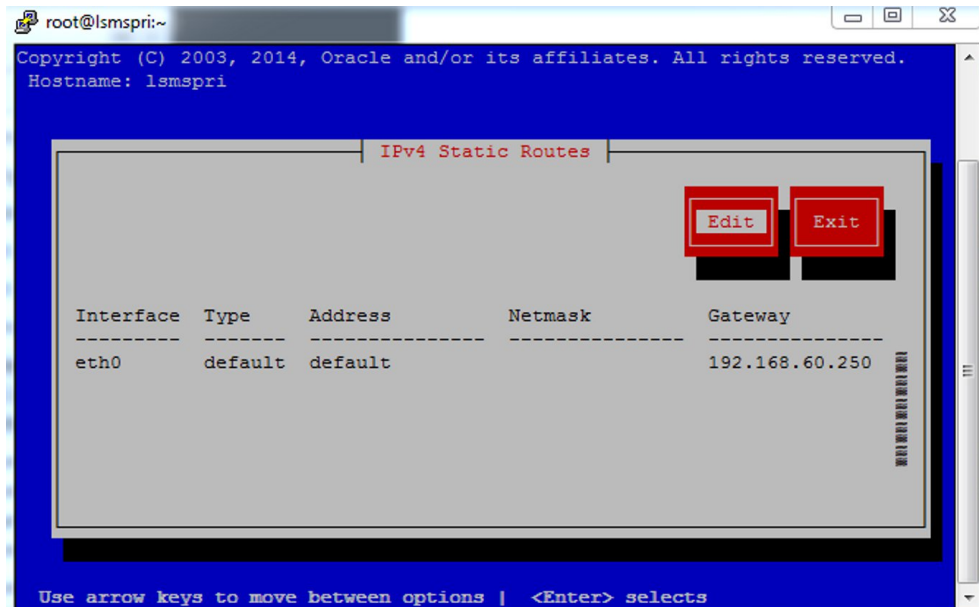 root@lsmspri:~
Copyright (C) 2003, 2014, Oracle and/or its affiliates. All rights reserved.
Hostname: lsmspri
IPv4 Static Routes
Edit Exit
Interface Type Address Netmask Gateway
--------- ------- --------------- --------------- ---------------
eth0 default default 192.168.60.250
Use arrow keys to move between options | <Enter> selects